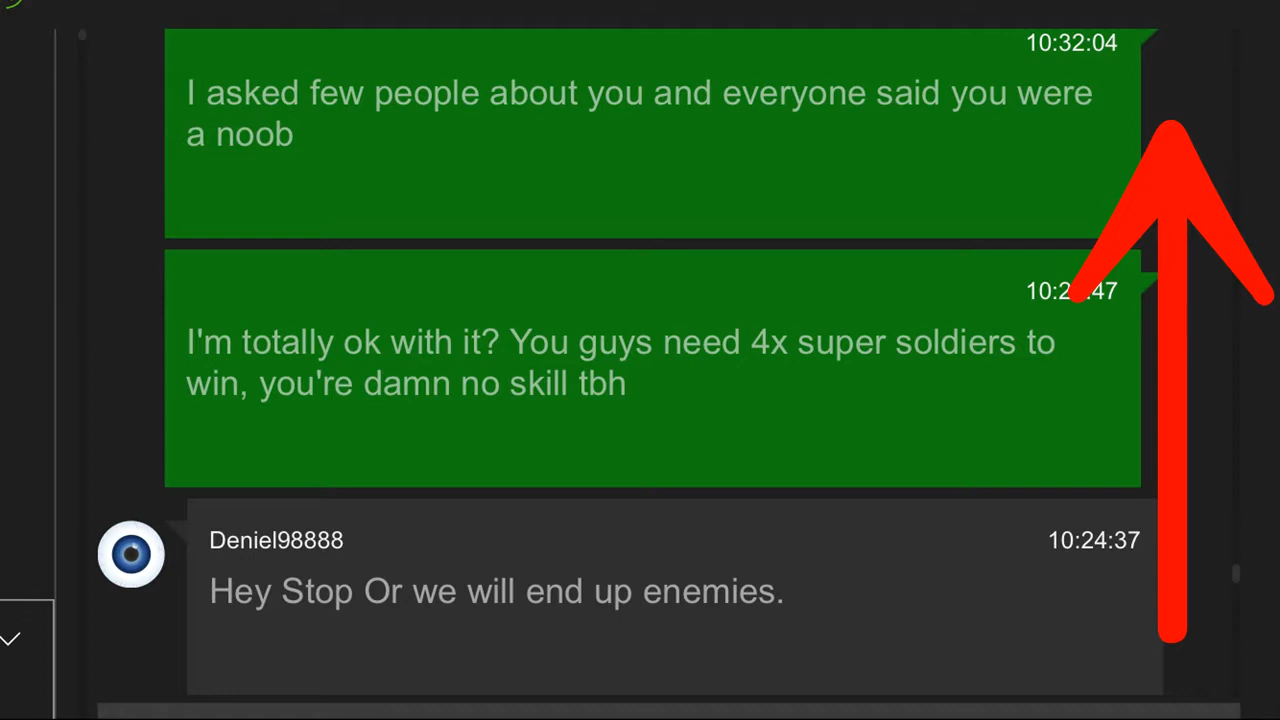 10:32:04
I asked few people about you and everyone said you were
a noob
I'm totally ok with it? You guys need 4x super soldiers to
win, you're damn no skill tbh
Deniel98888 10:24:37
Hey Stop Or we will end up enemies.